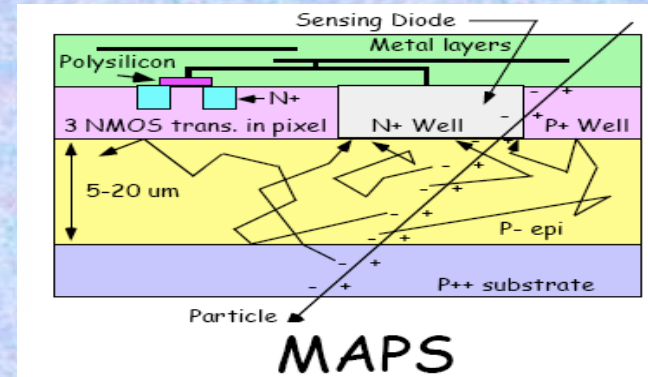 Sensing Diode
Metal layers
Polysilicon
N+
3 NMOS trans. in pixel
N+ Well
P+ Well
5-20 um
P- epi
P++ substrate
Particle
MAPS
- +
- +
- +
- +
- +
- +
- +
- +
- +